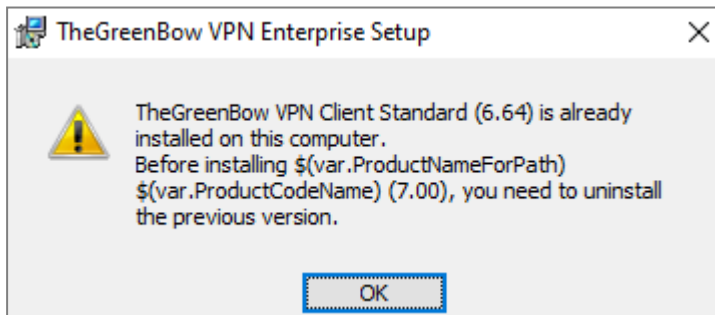 TheGreenBow VPN Enterprise Setup
TheGreenBow VPN Client Standard (6.64) is already
installed on this computer.
Before installing $(var.ProductNameForPath)
$(var.ProductCodeName) (7.00), you need to uninstall
the previous version.
OK